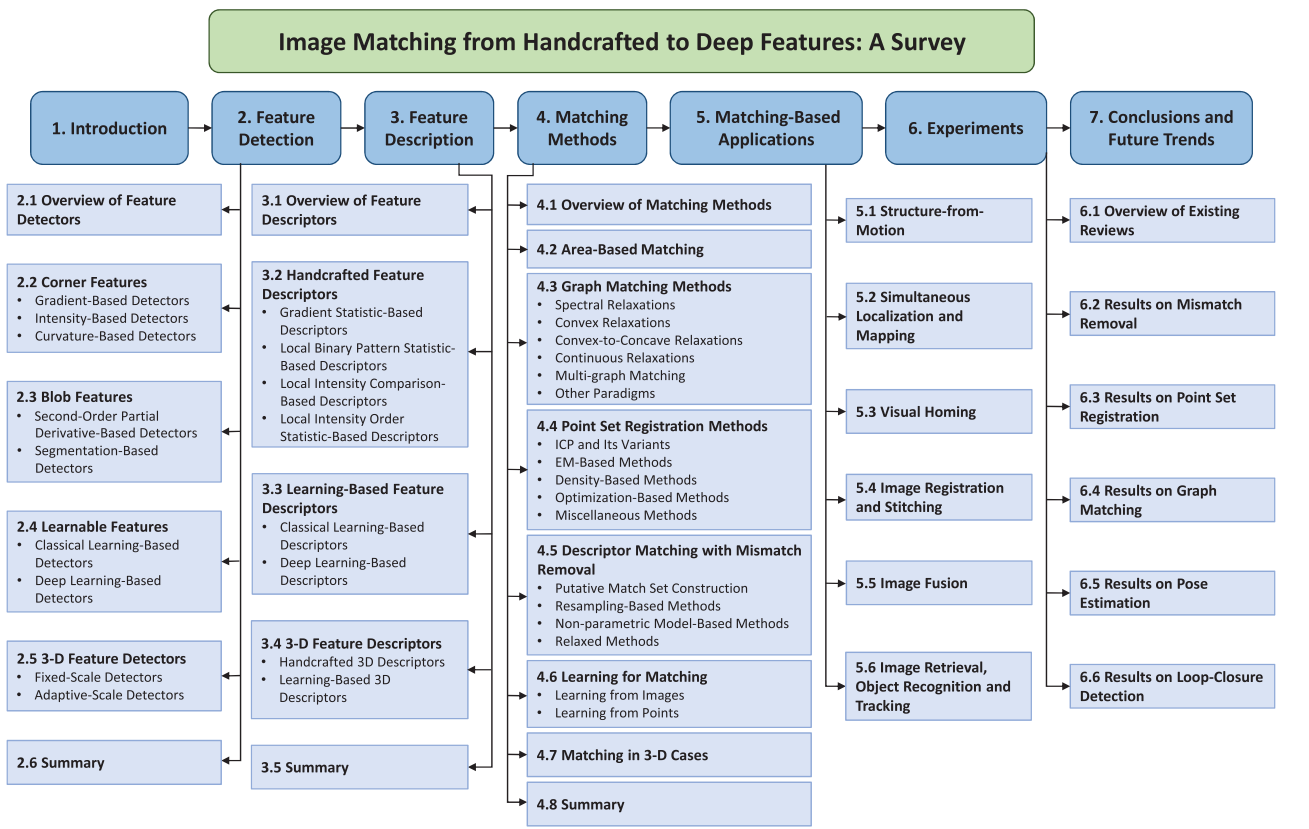 Image Matching from Handcrafted to Deep Features: A Survey
1. Introduction
2. Feature
Detection
3. Feature
Description
4. Matching
Methods
5. Matching-Based
Applications
6. Experiments
7. Conclusions and
Future Trends
2.1 Overview of Feature
Detectors
2.2 Corner Features
• Gradient-Based Detectors
• Intensity-Based Detectors
• Curvature-Based Detectors
2.3 Blob Features
• Second-Order Partial
Derivative-Based Detectors
• Segmentation-Based
Detectors
2.4 Learnable Features
• Classical Learning-Based
Detectors
• Deep Learning-Based
Detectors
2.5 3-D Feature Detectors
• Fixed-Scale Detectors
• Adaptive-Scale Detectors
2.6 Summary
3.1 Overview of Feature
Descriptors
3.2 Handcrafted Feature
Descriptors
• Gradient Statistic-Based
Descriptors
• Local Binary Pattern Statistic-
Based Descriptors
• Local Intensity Comparison-
Based Descriptors
• Local Intensity Order
Statistic-Based Descriptors
3.3 Learning-Based Feature
Descriptors
• Classical Learning-Based
Descriptors
• Deep Learning-Based
Descriptors
3.4 3-D Feature Descriptors
• Handcrafted 3D Descriptors
• Learning-Based 3D
Descriptors
3.5 Summary
4.1 Overview of Matching Methods
4.2 Area-Based Matching
4.3 Graph Matching Methods
• Spectral Relaxations
• Convex Relaxations
• Convex-to-Concave Relaxations
• Continuous Relaxations
• Multi-graph Matching
• Other Paradigms
4.4 Point Set Registration Methods
• ICP and Its Variants
• EM-Based Methods
• Density-Based Methods
• Optimization-Based Methods
• Miscellaneous Methods
4.5 Descriptor Matching with Mismatch
Removal
• Putative Match Set Construction
• Resampling-Based Methods
• Non-parametric Model-Based Methods
• Relaxed Methods
4.6 Learning for Matching
• Learning from Images
• Learning from Points
4.7 Matching in 3-D Cases
4.8 Summary
5.1 Structure-from-
Motion
5.2 Simultaneous
Localization and
Mapping
5.3 Visual Homing
5.4 Image Registration
and Stitching
5.5 Image Fusion
5.6 Image Retrieval,
Object Recognition and
Tracking
6.1 Overview of Existing
Reviews
6.2 Results on Mismatch
Removal
6.3 Results on Point Set
Registration
6.4 Results on Graph
Matching
6.5 Results on Pose
Estimation
6.6 Results on Loop-Closure
Detection